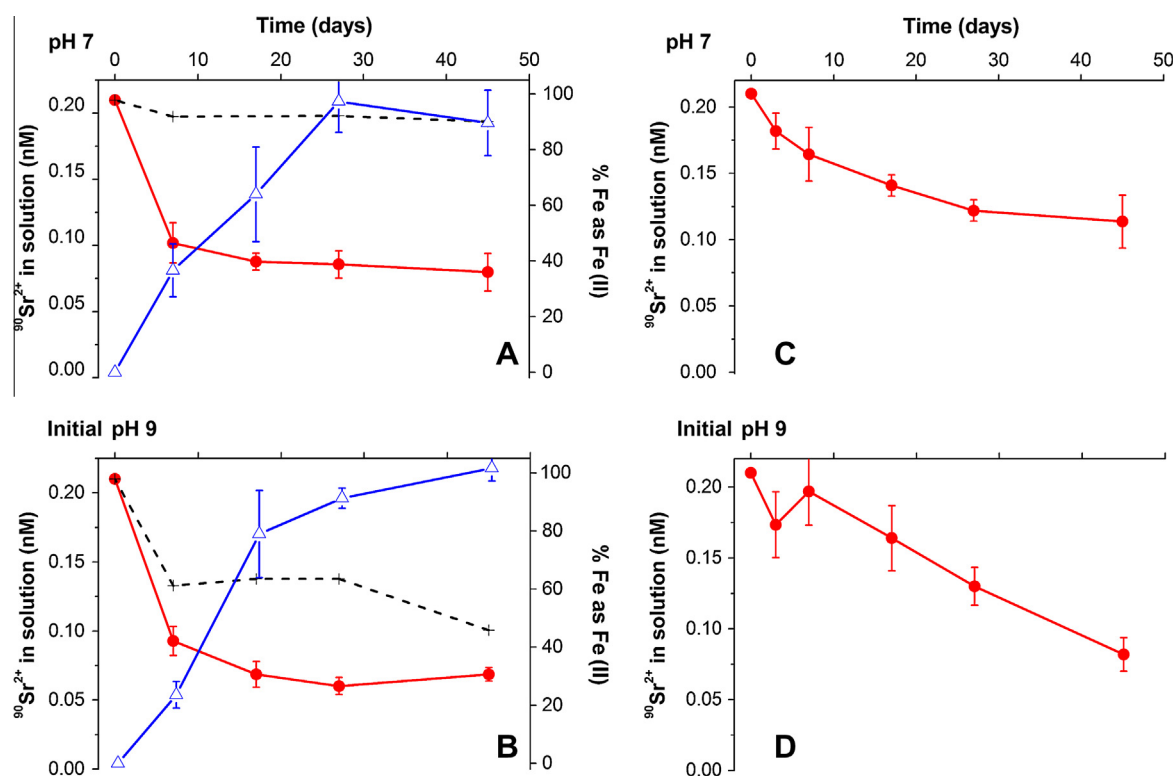 Time (days)
pH 7
0 10 20 30 40 50
0.20
0.15
0.10
0.05
0.00
⁹⁰Sr²⁺ in solution (nM)
100
80
60
40
20
0
% Fe as Fe (II)
A
Time (days)
pH 7
0 10 20 30 40 50
0.20
0.15
0.10
0.05
0.00
⁹⁰Sr²⁺ in solution (nM)
C
Initial pH 9
0.20
0.15
0.10
0.05
0.00
⁹⁰Sr²⁺ in solution (nM)
100
80
60
40
20
0
% Fe as Fe (II)
B
Initial pH 9
0.20
0.15
0.10
0.05
0.00
⁹⁰Sr²⁺ in solution (nM)
D